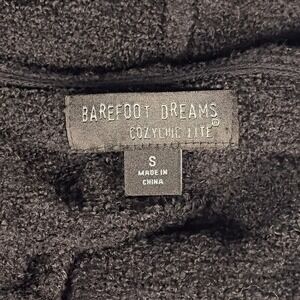 BAREFOOT DREAMS®
COZYCHIC LITE
S
MADE IN
CHINA